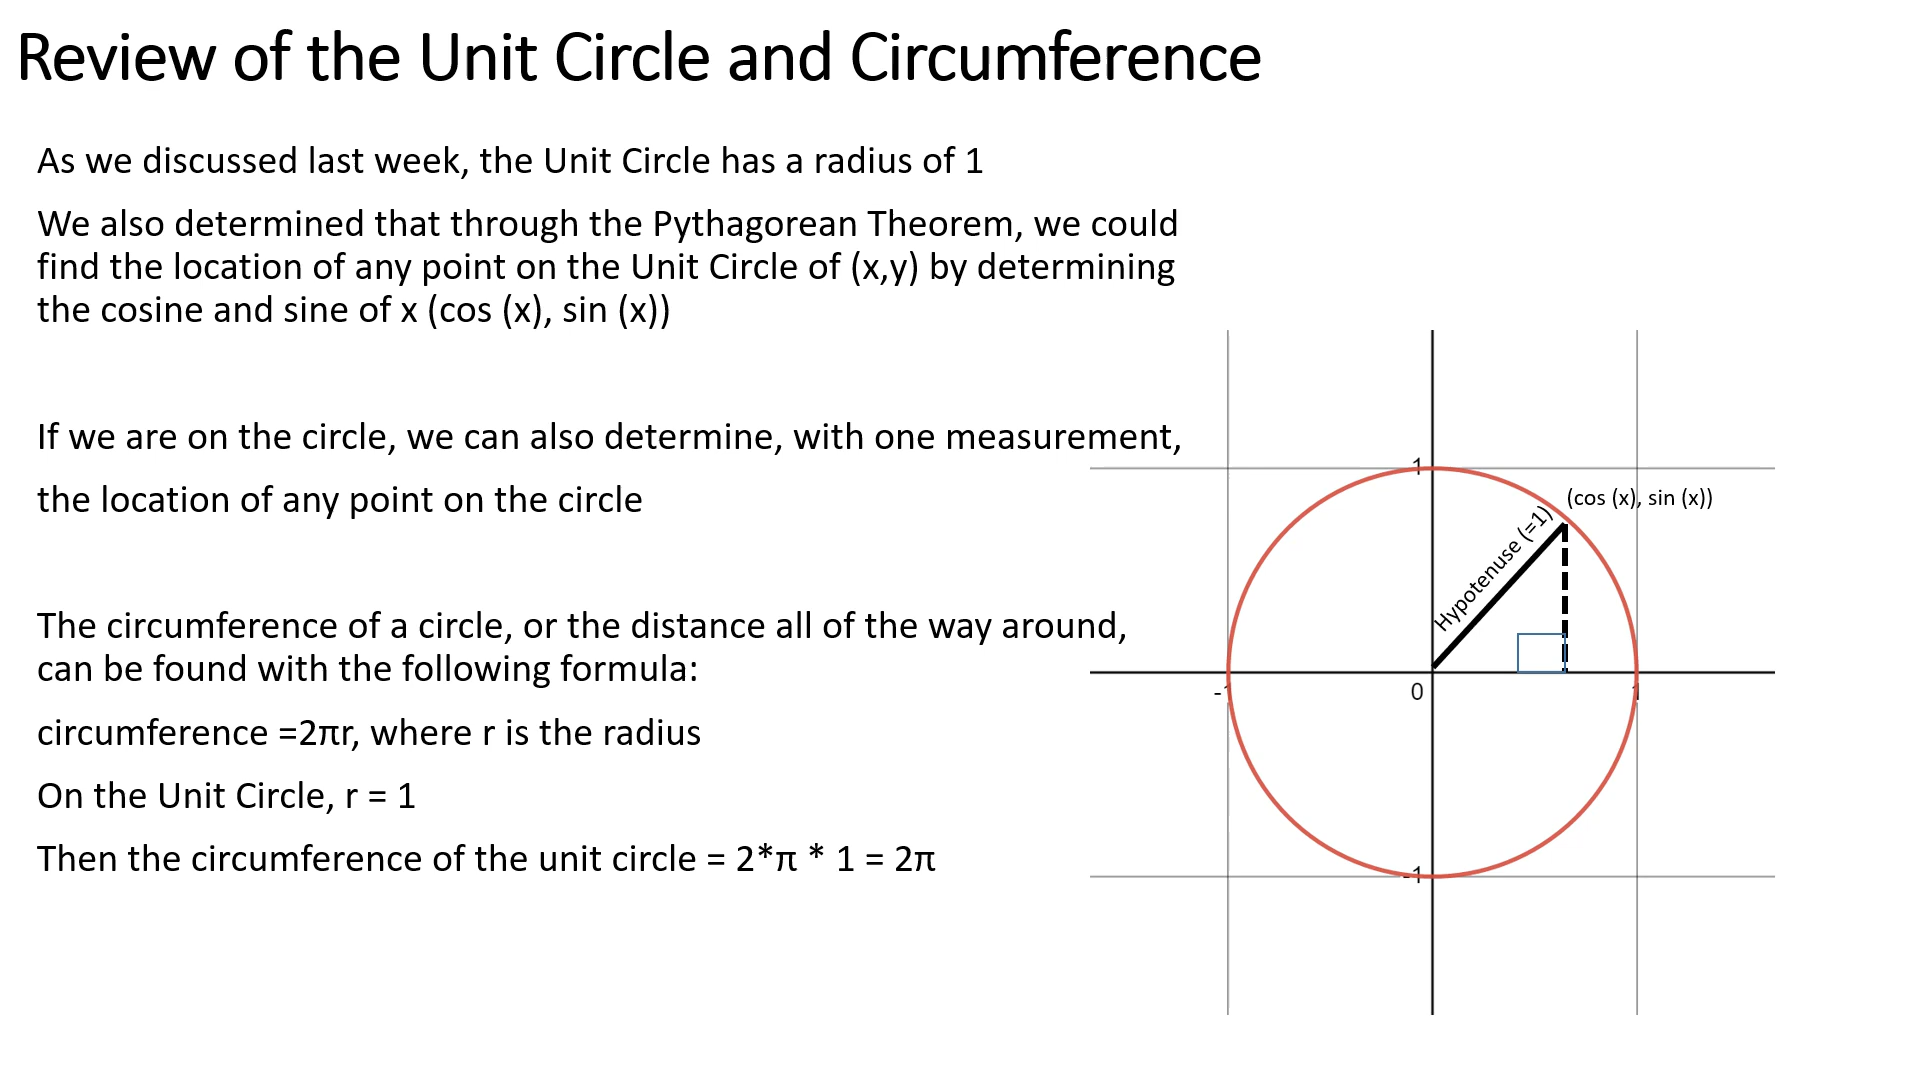 Review of the Unit Circle and Circumference
As we discussed last week, the Unit Circle has a radius of 1
We also determined that through the Pythagorean Theorem, we could
find the location of any point on the Unit Circle of (x,y) by determining
the cosine and sine of x (cos (x), sin (x))
If we are on the circle, we can also determine, with one measurement,
the location of any point on the circle
The circumference of a circle, or the distance all of the way around,
can be found with the following formula:
circumference =2πr, where r is the radius
On the Unit Circle, r = 1
Then the circumference of the unit circle = 2*π * 1 = 2π
1
(cos (x), sin (x))
Hypotenuse (=1)
-1
0
1
-1